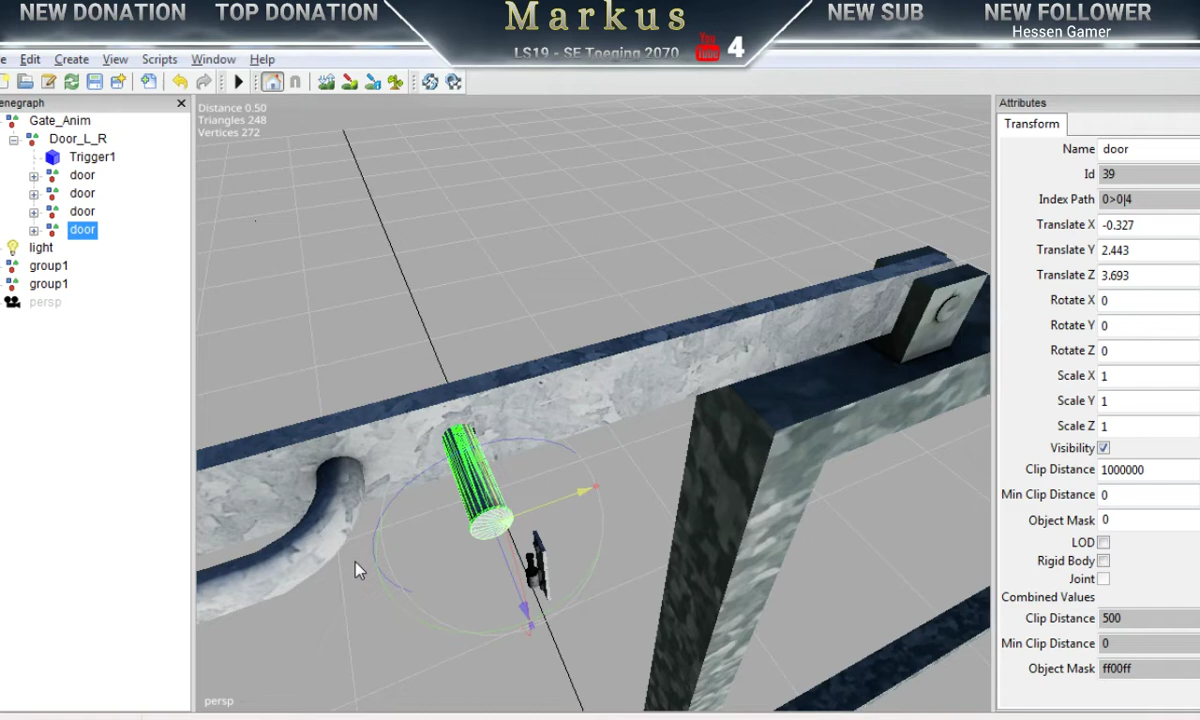 NEW DONATION
TOP DONATION
Markus
NEW SUB
NEW FOLLOWER
Hessen Gamer
LS19 - SE Toeging 2070
You Tube
4
e Edit Create View Scripts Window Help
enegraph
Gate_Anim
Door_L_R
Trigger1
door
door
door
door
light
group1
group1
persp
Distance 0.50
Triangles 248
Vertices 272
persp
Attributes
Transform
Name door
Id 39
Index Path 0>0|4
Translate X -0.327
Translate Y 2.443
Translate Z 3.693
Rotate X 0
Rotate Y 0
Rotate Z 0
Scale X 1
Scale Y 1
Scale Z 1
Visibility
Clip Distance 1000000
Min Clip Distance 0
Object Mask 0
LOD
Rigid Body
Joint
Combined Values
Clip Distance 500
Min Clip Distance 0
Object Mask ff00ff